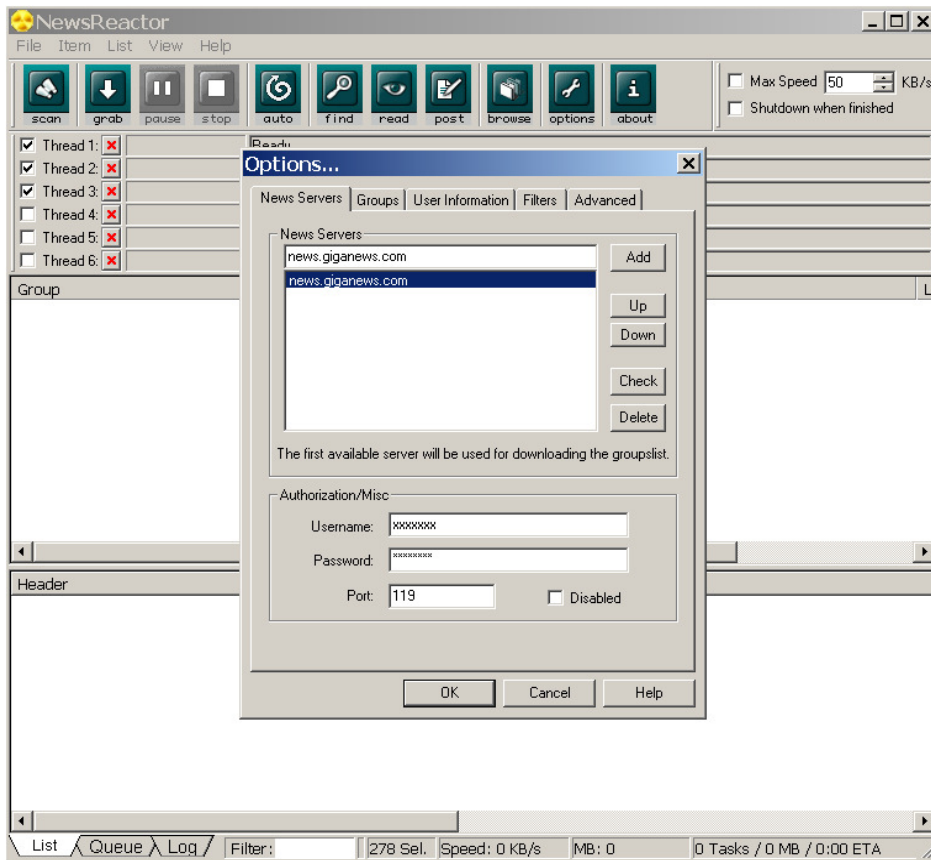 NewsReactor
File Item List View Help
scan grab pause stop auto find read post browse options about
Max Speed 50 KB/s
Shutdown when finished
Thread 1: Ready
Thread 2:
Thread 3:
Thread 4:
Thread 5:
Thread 6:
Options...
News Servers Groups User Information Filters Advanced
News Servers
news.giganews.com
Add
news.giganews.com
Up
Down
Check
Delete
The first available server will be used for downloading the groupslist.
Authorization/Misc
Username: xxxxxxx
Password: xxxxxxxx
Port: 119 Disabled
OK Cancel Help
Group L
Header
List Queue Log Filter: 278 Sel. Speed: 0 KB/s MB: 0 0 Tasks / 0 MB / 0:00 ETA